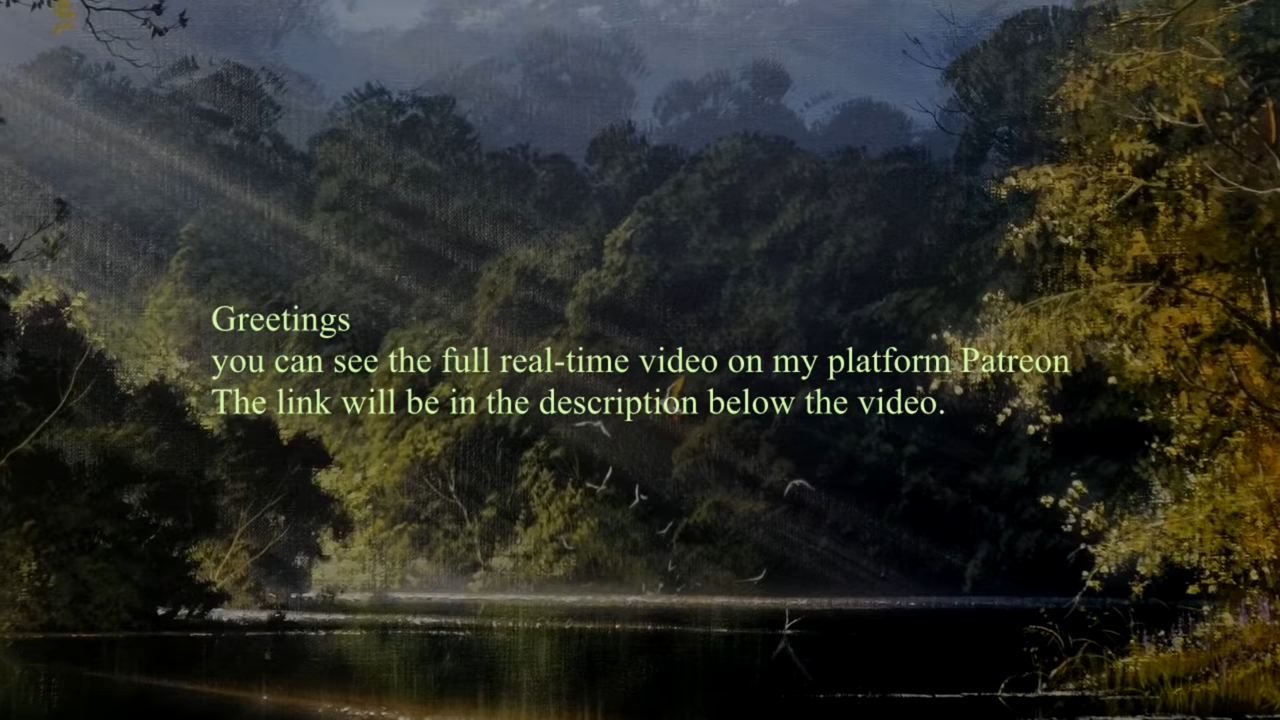 Greetings
you can see the full real-time video on my platform Patreon
The link will be in the description below the video.